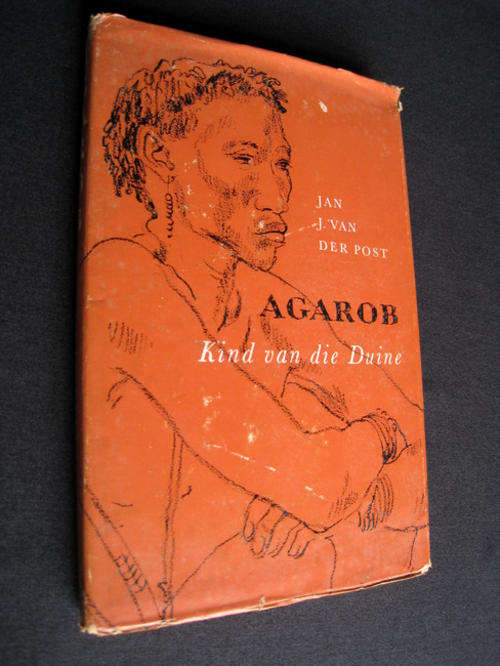 JAN
J. VAN
DER POST
AGAROB
Kind van die Duine